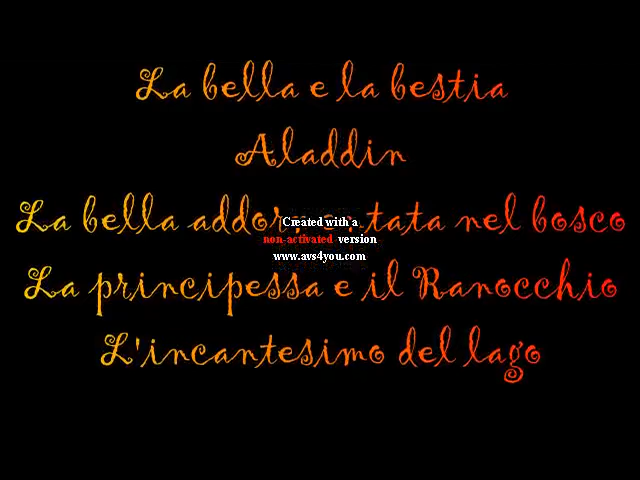 La bella e la bestia
Aladdin
La bella addormentata nel bosco
Created with a
non-activated version
www.avs4you.com
La principessa e il Ranocchio
L'incantesimo del lago